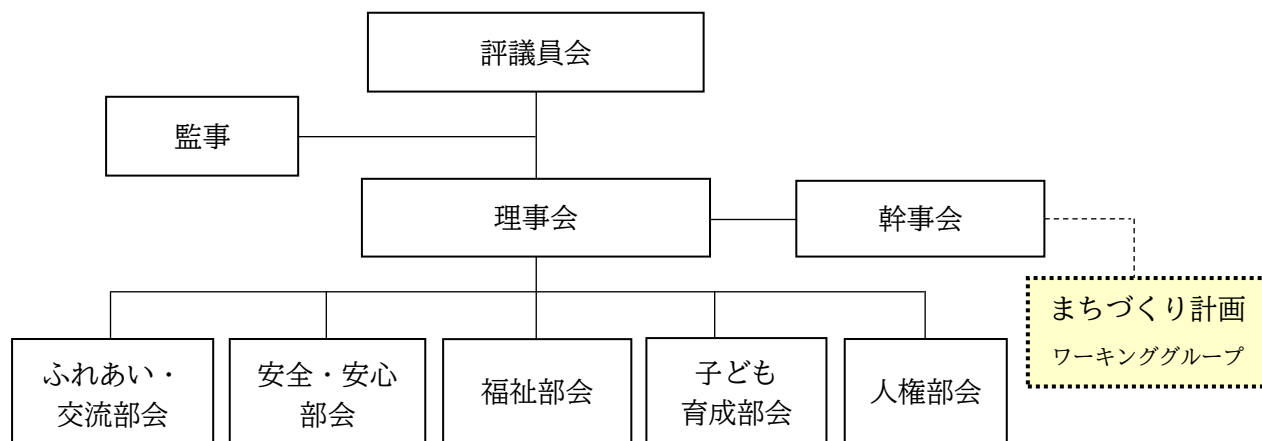 評議員会
監事
理事会
幹事会
まちづくり計画
ワーキンググループ
ふれあい・
交流部会
安全・安心
部会
福祉部会
子ども
育成部会
人権部会